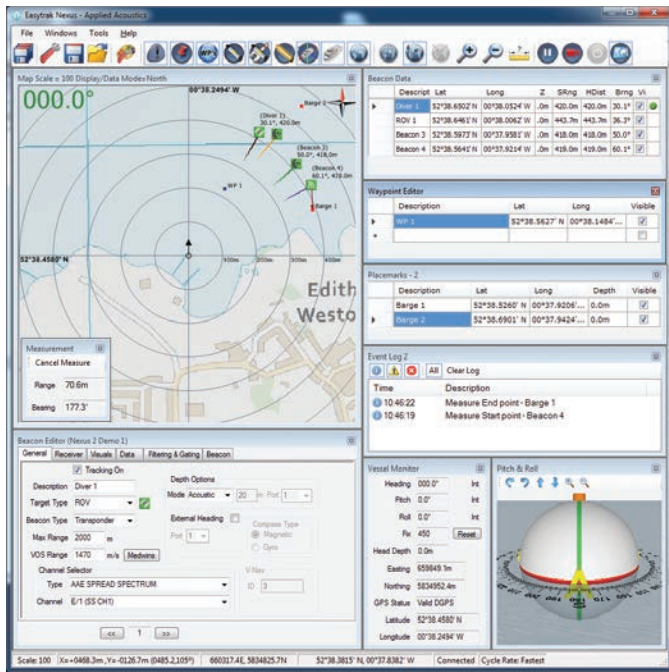 Easytrak Nexus - Applied Acoustics
File Windows Tools Help
WP's
Map Scale = 100 Display/Data Mode=North
000.0°
00°38.2494' W
Barge 2
(Diver 1)
30.1°, 420.0m
(Beacon 3)
50.0°, 418.0m
(Beacon 4)
WP 1
Barge 1
52°38.4580' N
100m 200m 300m 400m
Edith
Westo
Measurement
Cancel Measure
Range 70.6m
Bearing 177.3'
Beacon Data
Description Lat Long Z SRng HDist Brng Vi
Diver 1 52°38.6502' N 00°38.0524' W .0m 420.0m 420.0m 30.1°
ROV 1 52°38.6461' N 00°38.0062' W .0m 443.7m 443.7m 36.3°
Beacon 3 52°38.5973' N 00°37.9581' W .0m 418.0m 418.0m 50.0°
Beacon 4 52°38.5641' N 00°37.9214' W .0m 419.0m 419.0m 60.1°
Waypoint Editor
Description Lat Long Visible
WP 1 52°38.5627' N 00°38.1484'...
Placemarks - 2
Description Lat Long Depth Visible
Barge 1 52°38.5260' N 00°37.9206'... 0.0m
Barge 2 52°38.6901' N 00°37.9424'... 0.0m
Event Log 2
All Clear Log
Time Description
10:46:22 Measure End point - Barge 1
10:46:19 Measure Start point - Beacon 4
Beacon Editor (Nexus 2 Demo 1)
General Receiver Visuals Data Filtering & Gating Beacon
Tracking On
Description Diver 1
Target Type ROV
Beacon Type Transponder
Max Range 2000 m
VOS Range 1470 m/s Medwins
Depth Options
Mode Acoustic 20 m Port 1
External Heading
Port 1
Compass Type
Magnetic
Gyro
Channel Selector
Type AAE SPREAD SPECTRUM
Channel E/1 (SS CH1)
V-Nav
ID 3
<< 1 >>
Vessel Monitor
Heading 000.0° Int
Pitch 0.0° Int
Roll 0.0° Int
Fix 450 Reset
Head Depth 0.0m
Easting 659849.1m
Northing 5834952.4m
GPS Status Valid DGPS
Latitude 52°38.4580' N
Longitude 00°38.2494' W
Pitch & Roll
150 160 170 180 190
Scale: 100 X=+0468.3m ,Y=-0126.7m (0485.2,105°) 660317.4E, 5834825.7N 52°38.3815' N, 00°37.8382' W Connected Cycle Rate: Fastest